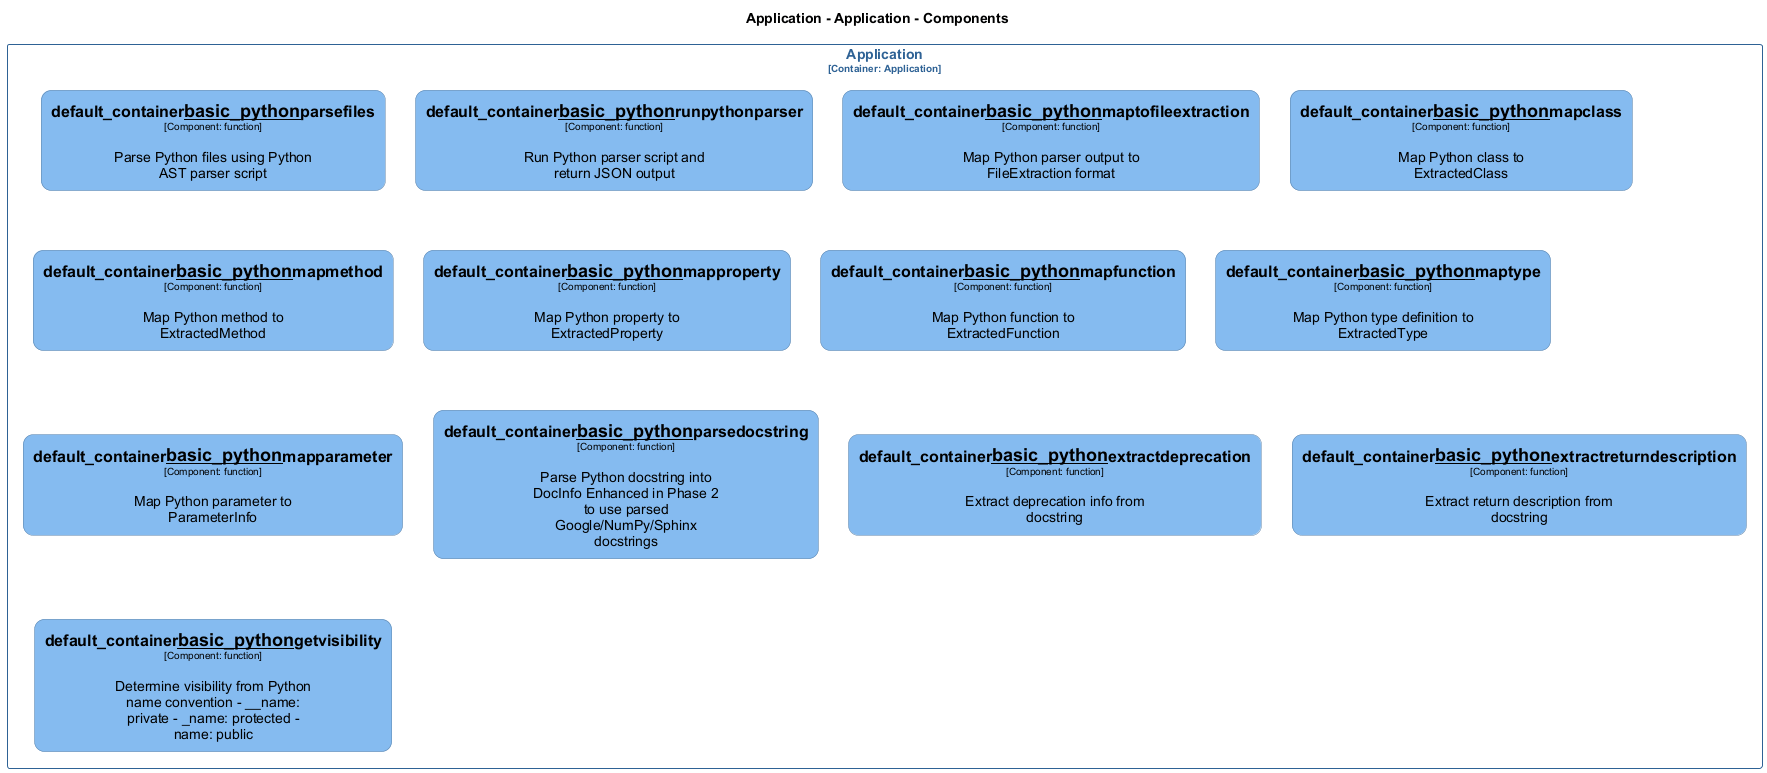 Application - Application - Components
Application
[Container: Application]
default_containerbasic_pythonparsefiles
[Component: function]
Parse Python files using Python
AST parser script
default_containerbasic_pythonrunpythonparser
[Component: function]
Run Python parser script and
return JSON output
default_containerbasic_pythonmaptofileextraction
[Component: function]
Map Python parser output to
FileExtraction format
default_containerbasic_pythonmapclass
[Component: function]
Map Python class to
ExtractedClass
default_containerbasic_pythonmapmethod
[Component: function]
Map Python method to
ExtractedMethod
default_containerbasic_pythonmapproperty
[Component: function]
Map Python property to
ExtractedProperty
default_containerbasic_pythonmapfunction
[Component: function]
Map Python function to
ExtractedFunction
default_containerbasic_pythonmaptype
[Component: function]
Map Python type definition to
ExtractedType
default_containerbasic_pythonmapparameter
[Component: function]
Map Python parameter to
ParameterInfo
default_containerbasic_pythonparsedocstring
[Component: function]
Parse Python docstring into
DocInfo Enhanced in Phase 2
to use parsed
Google/NumPy/Sphinx
docstrings
default_containerbasic_pythonextractdeprecation
[Component: function]
Extract deprecation info from
docstring
default_containerbasic_pythonextractreturndescription
[Component: function]
Extract return description from
docstring
default_containerbasic_pythongetvisibility
[Component: function]
Determine visibility from Python
name convention - __name:
private - _name: protected -
name: public